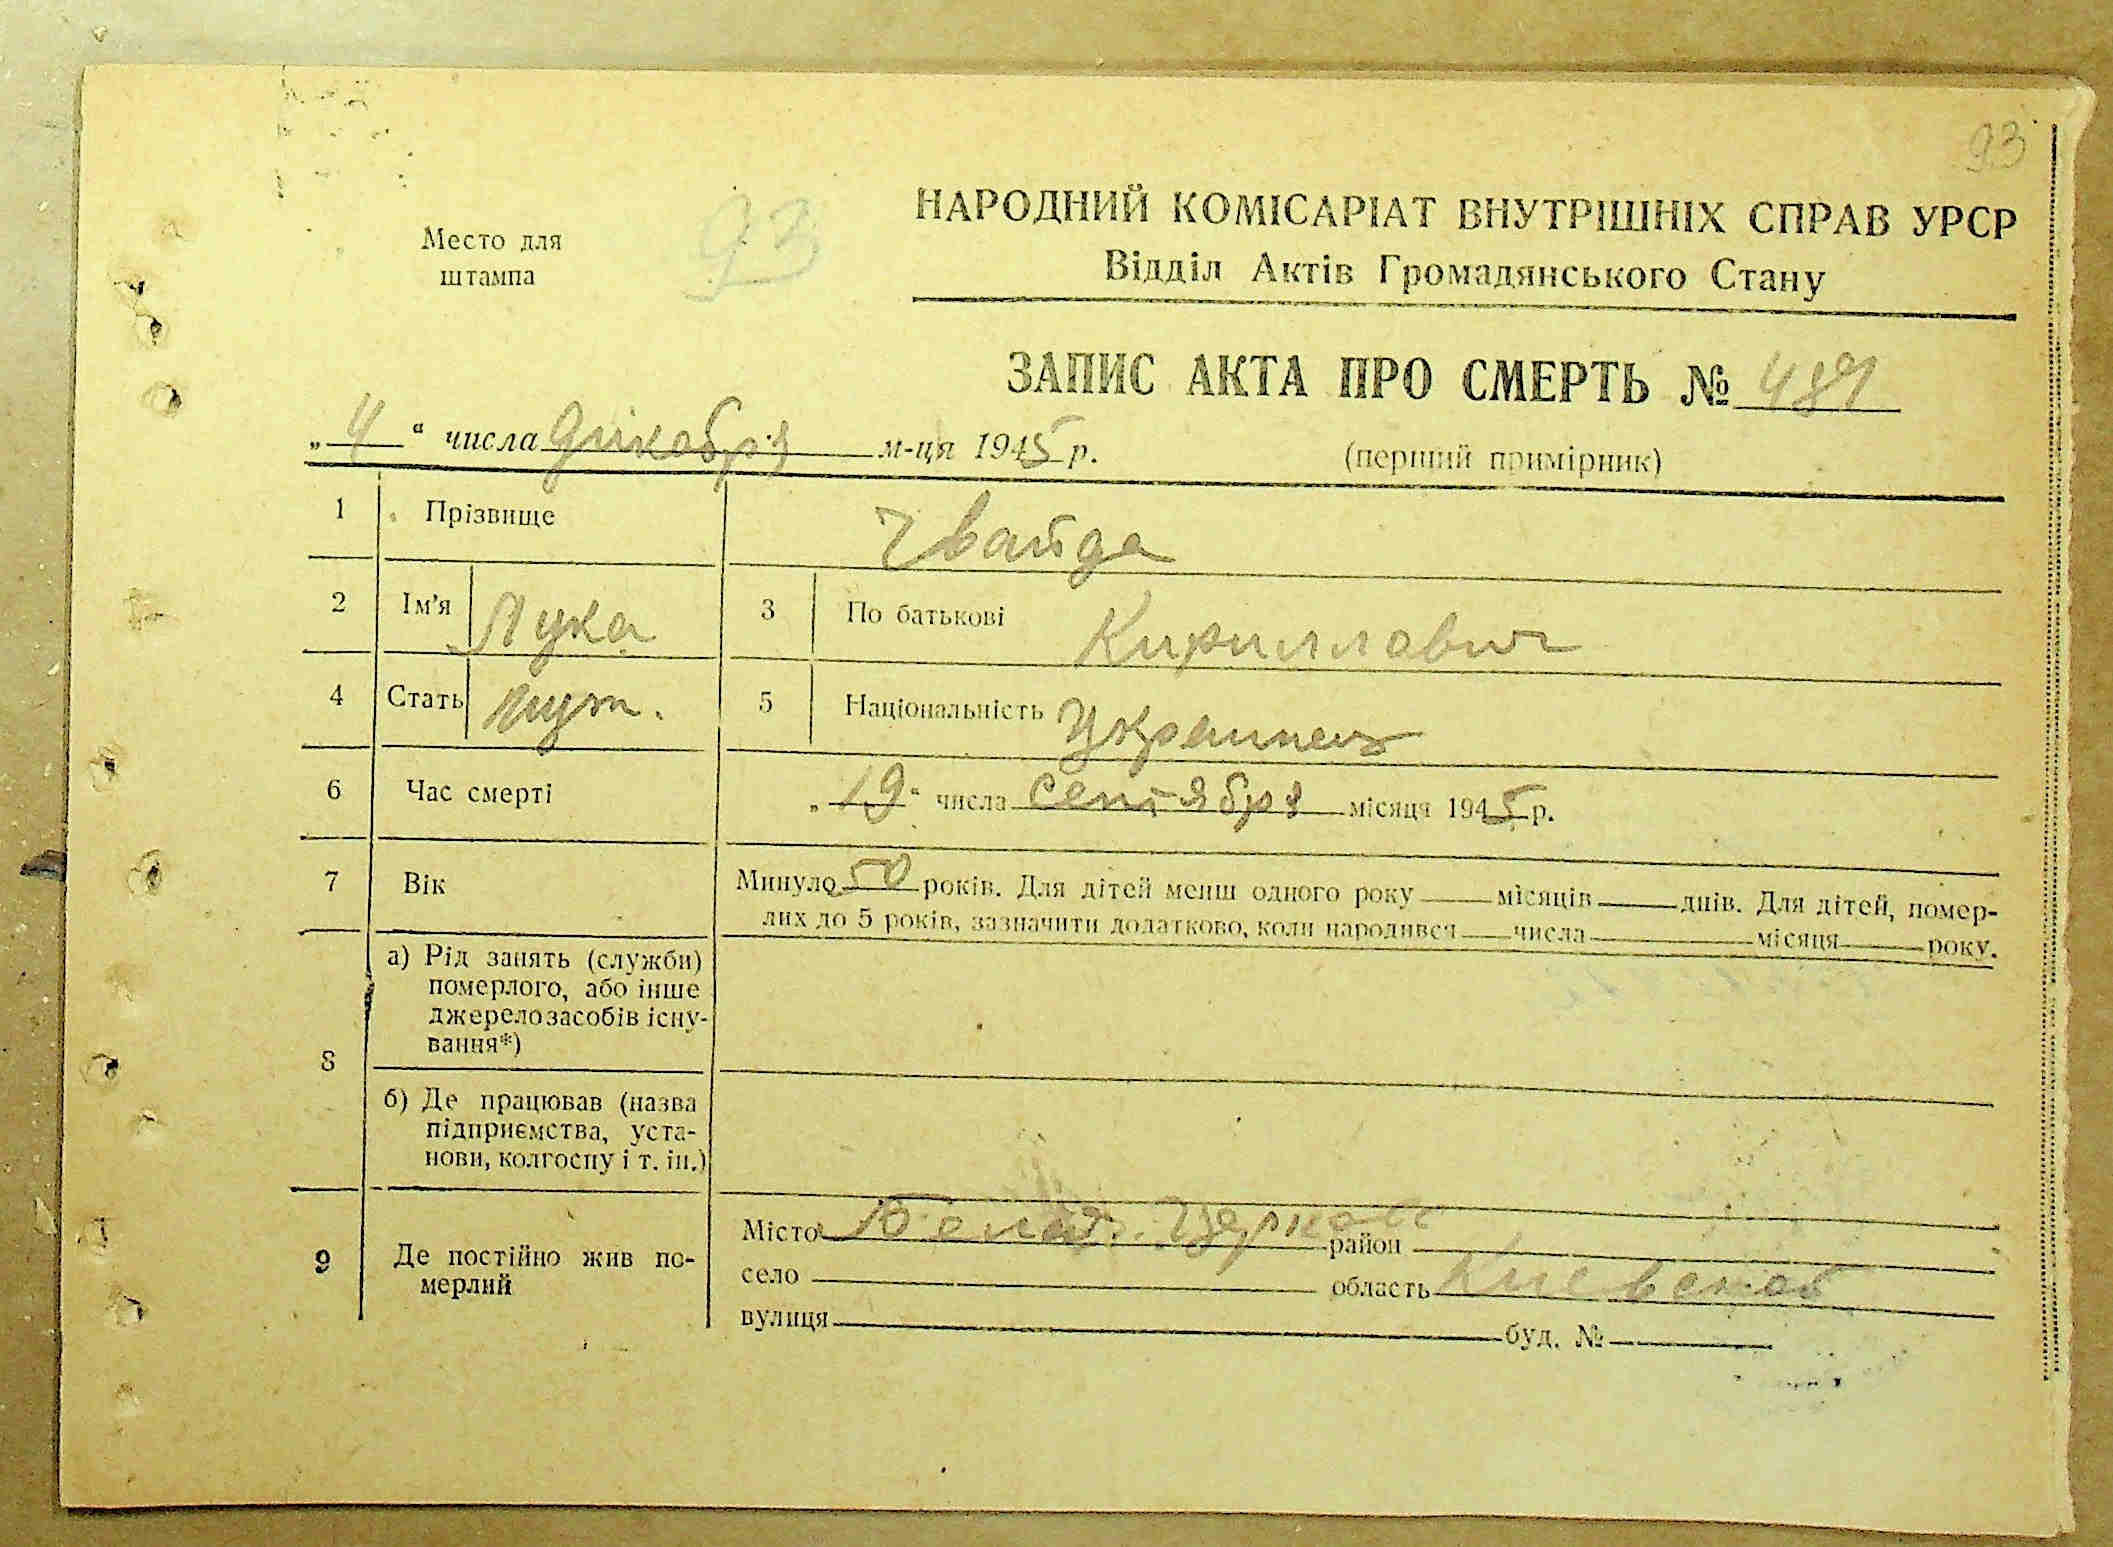 93
Место для
штампа
93
НАРОДНИЙ КОМІСАРІАТ ВНУТРІШНІХ СПРАВ УРСР
Відділ Актів Громадянського Стану
ЗАПИС АКТА ПРО СМЕРТЬ №
„4“ числа Дикабря м-ця 1945 р.
(перший примірник)
1 Прізвище Чвайда
2 Ім'я Лука 3 По батькові Кириллавич
4 Стать муж. 5 Національність Украинец
6 Час смерті „19“ числа сентября місяця 1945 р.
7 Вік Минуло 50 років. Для дітей менш одного року місяців днів. Для дітей, помер-
лих до 5 років, зазначити додатково, коли народився числа місяця року.
8 а) Рід занять (служби)
померлого, або інше
джерело засобів існу-
вання*)
б) Де працював (назва
підприємства, уста-
нови, колгоспу і т. ін.)
9 Де постійно жив по-
мерлий
Місто Белая Церковь район
село область Киевская
вулиця буд. №